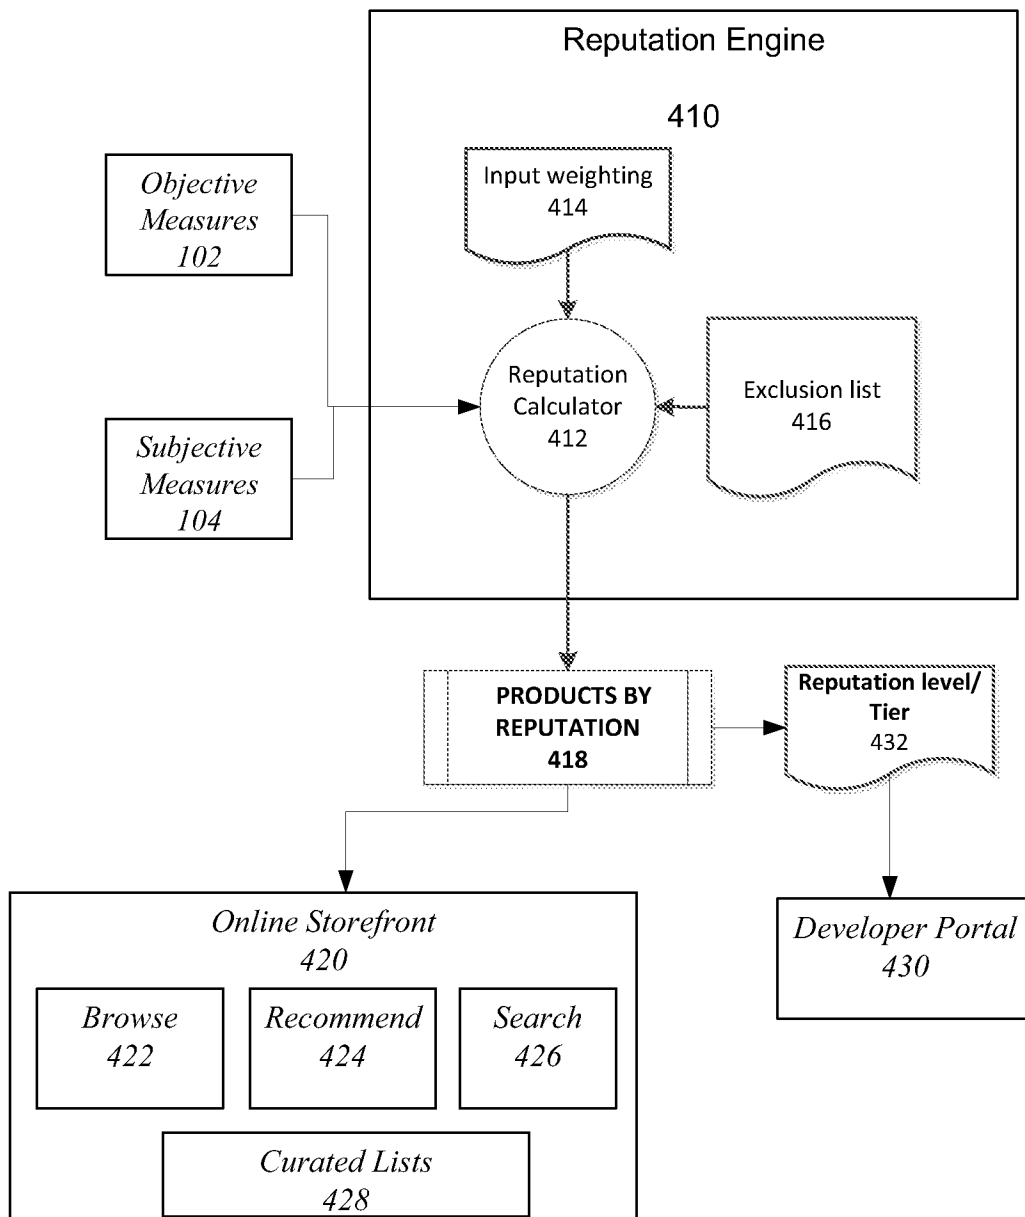 Reputation Engine
410
Input weighting
414
Objective
Measures
102
Reputation
Calculator
412
Exclusion list
416
Subjective
Measures
104
PRODUCTS BY
REPUTATION
418
Reputation level/
Tier
432
Online Storefront
420
Developer Portal
430
Browse
422
Recommend
424
Search
426
Curated Lists
428